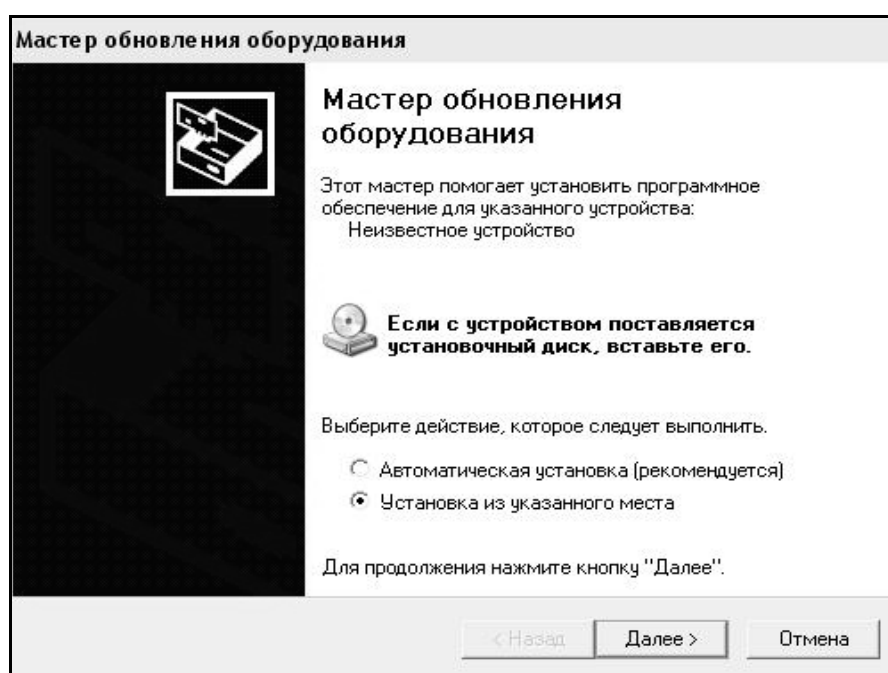 Мастер обновления оборудования
Мастер обновления
оборудования
Этот мастер помогает установить программное
обеспечение для указанного устройства:
Неизвестное устройство
Если с устройством поставляется
установочный диск, вставьте его.
Выберите действие, которое следует выполнить.
Автоматическая установка (рекомендуется)
Установка из указанного места
Для продолжения нажмите кнопку "Далее".
< Назад Далее > Отмена